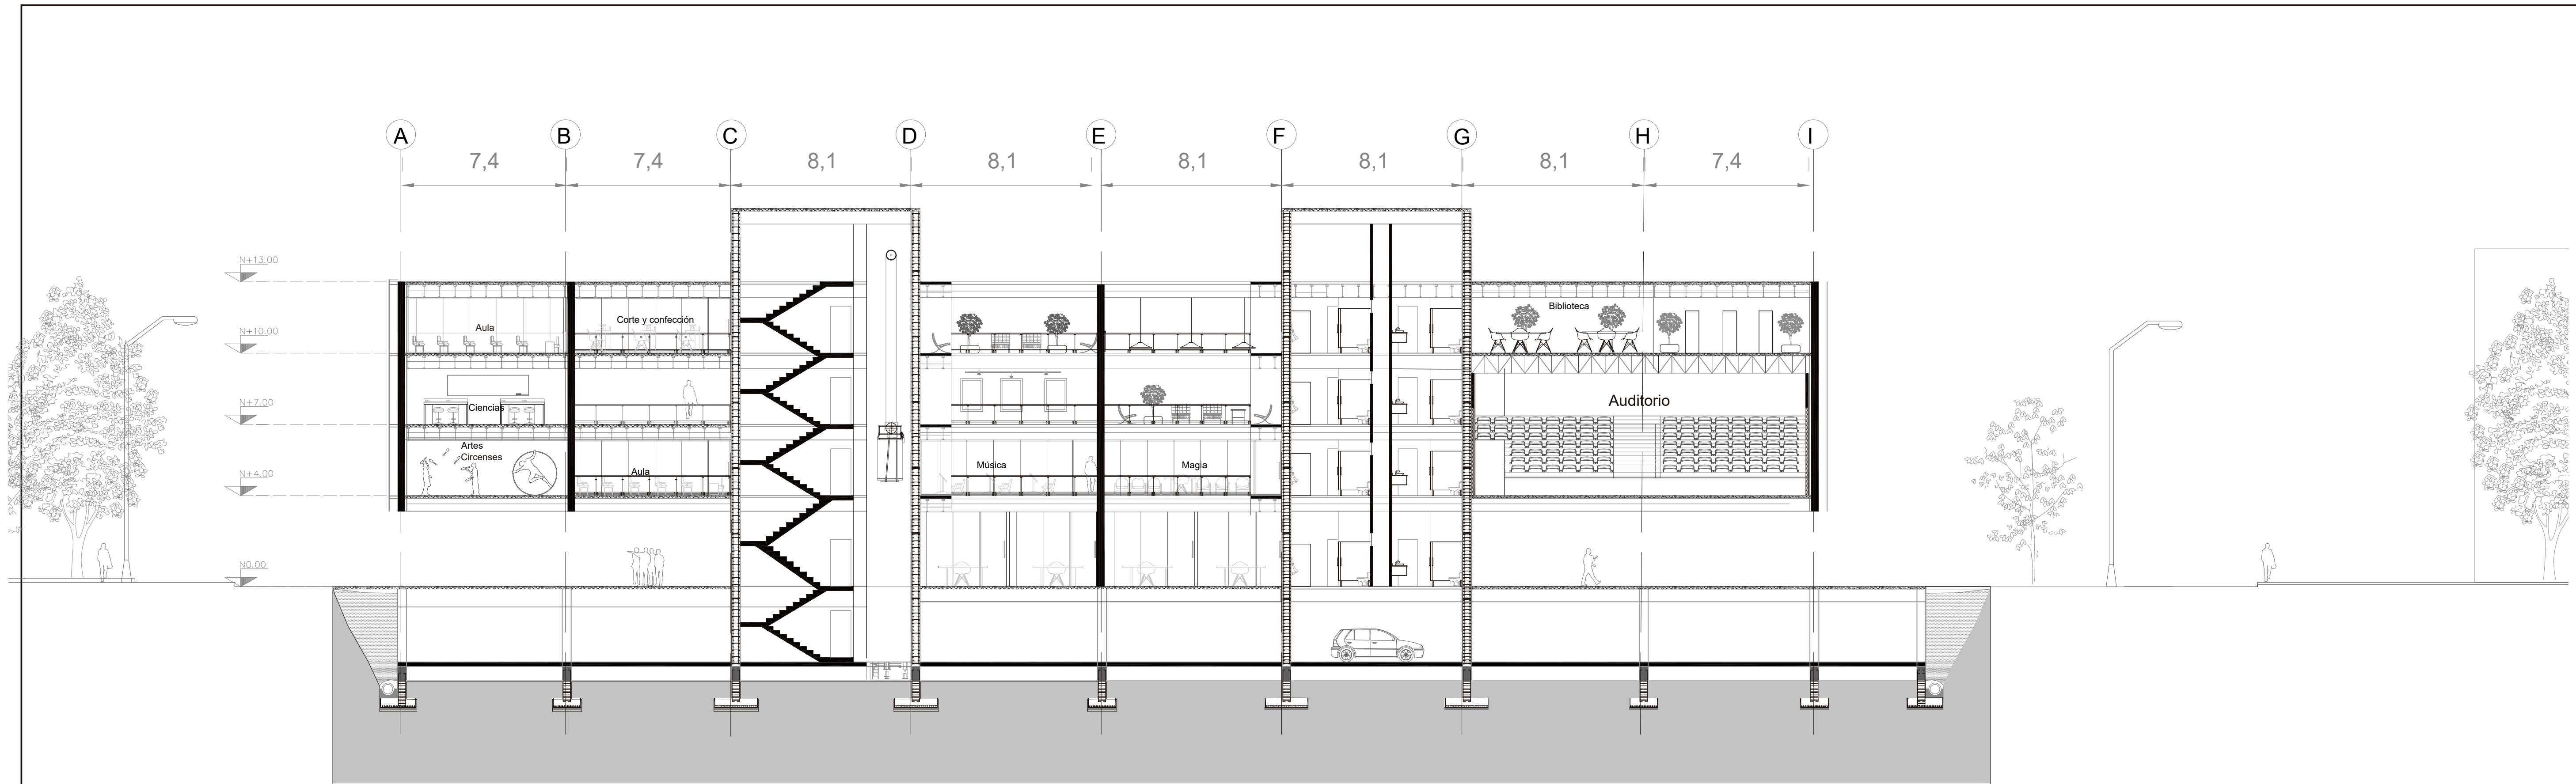 A B C D E F G H I
7,4 7,4 8,1 8,1 8,1 8,1 8,1 7,4
N+13.00
N+10.00
N+7.00
N+4.00
N0.00
Aula
Corte y confección
Biblioteca
Ciencias
Auditorio
Artes
Circenses
Aula
Música
Magia